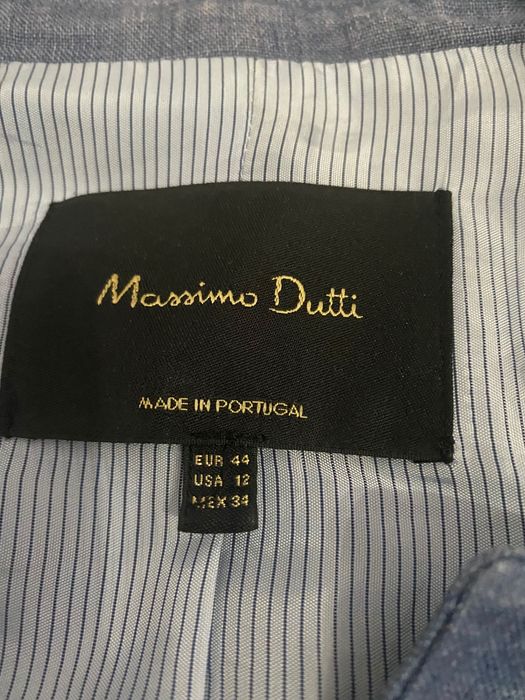 Massimo Dutti
MADE IN PORTUGAL
EUR 44
USA 12
MEX 34